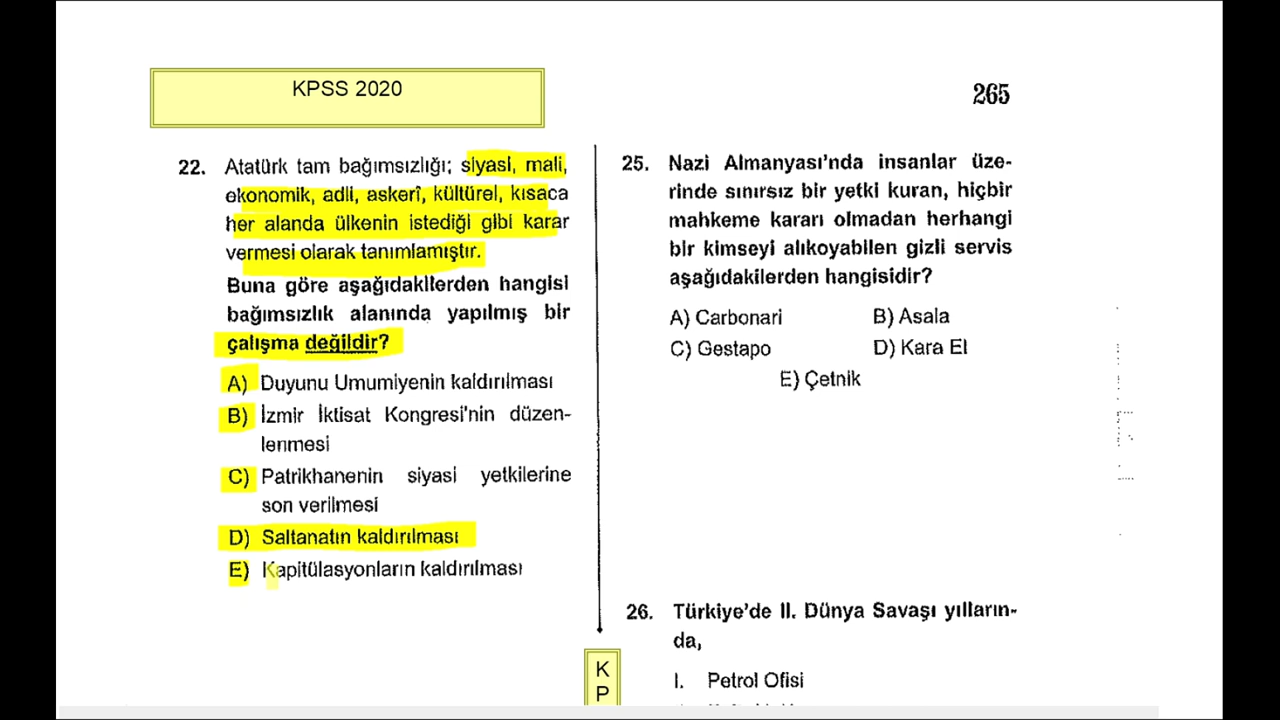 KPSS 2020
265
22. Atatürk tam bağımsızlığı; siyasi, mali,
ekonomik, adli, askerî, kültürel, kısaca
her alanda ülkenin istediği gibi karar
vermesi olarak tanımlamıştır.
Buna göre aşağıdakilerden hangisi
bağımsızlık alanında yapılmış bir
çalışma değildir?
A) Duyunu Umumiyenin kaldırılması
B) İzmir İktisat Kongresi'nin düzen-
lenmesi
C) Patrikhanenin siyasi yetkilerine
son verilmesi
D) Saltanatın kaldırılması
E) Kapitülasyonların kaldırılması
25. Nazi Almanyası'nda insanlar üze-
rinde sınırsız bir yetki kuran, hiçbir
mahkeme kararı olmadan herhangi
bir kimseyi alıkoyabilen gizli servis
aşağıdakilerden hangisidir?
A) Carbonari B) Asala
C) Gestapo D) Kara El
E) Çetnik
26. Türkiye'de II. Dünya Savaşı yılların-
da,
I. Petrol Ofisi
K
P